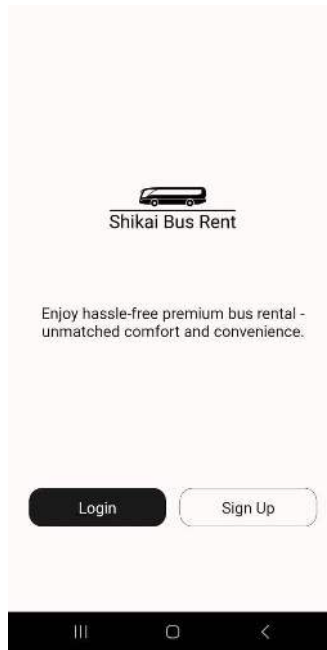 Shikai Bus Rent
Enjoy hassle-free premium bus rental -
unmatched comfort and convenience.
Login
Sign Up